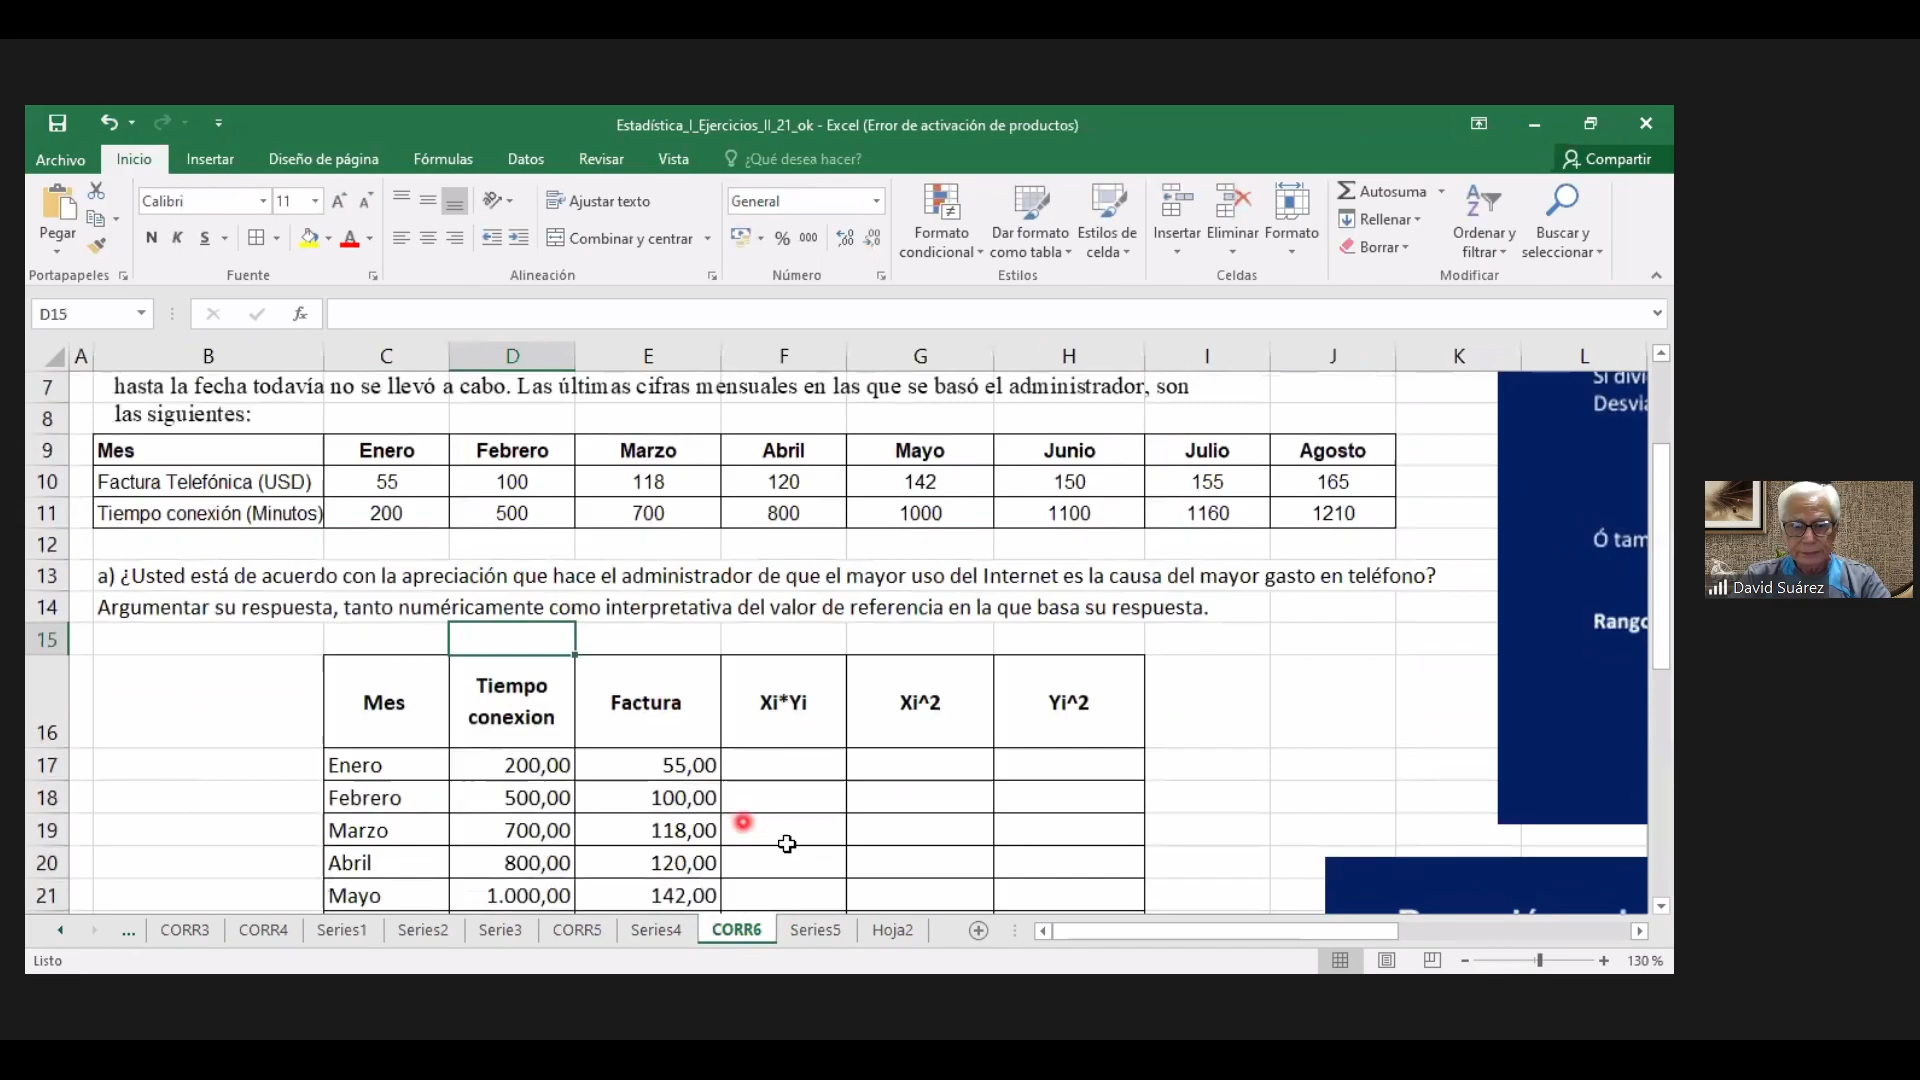 Estadística_I_Ejercicios_II_21_ok - Excel (Error de activación de productos)
Archivo Inicio Insertar Diseño de página Fórmulas Datos Revisar Vista ¿Qué desea hacer? Compartir
Calibri 11 Ajustar texto General Autosuma
Pegar N K S A Combinar y centrar % 000 Formato condicional Dar formato como tabla Estilos de celda Insertar Eliminar Formato Rellenar Borrar Ordenar y filtrar Buscar y seleccionar
Portapapeles Fuente Alineación Número Estilos Celdas Modificar
D15 fx
A B C D E F G H I J K L
7 hasta la fecha todavía no se llevó a cabo. Las últimas cifras mensuales en las que se basó el administrador, son
8 las siguientes:
9 Mes Enero Febrero Marzo Abril Mayo Junio Julio Agosto
10 Factura Telefónica (USD) 55 100 118 120 142 150 155 165
11 Tiempo conexión (Minutos) 200 500 700 800 1000 1100 1160 1210
12
13 a) ¿Usted está de acuerdo con la apreciación que hace el administrador de que el mayor uso del Internet es la causa del mayor gasto en teléfono?
14 Argumentar su respuesta, tanto numéricamente como interpretativa del valor de referencia en la que basa su respuesta.
15
16 Mes Tiempo conexion Factura Xi*Yi Xi^2 Yi^2
17 Enero 200,00 55,00
18 Febrero 500,00 100,00
19 Marzo 700,00 118,00
20 Abril 800,00 120,00
21 Mayo 1.000,00 142,00
Desvia
Ó tam
Rango
... CORR3 CORR4 Series1 Series2 Serie3 CORR5 Series4 CORR6 Series5 Hoja2
Listo 130 %
David Suárez